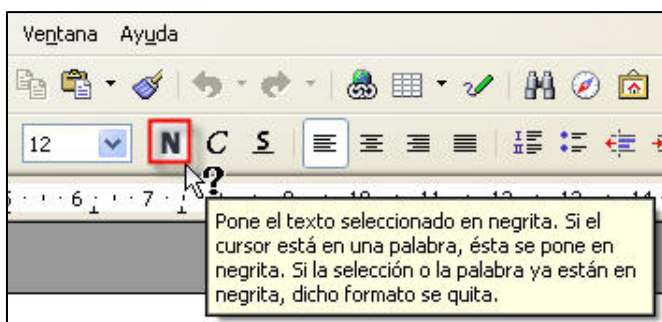 Ventana Ayuda
12 N C S
6 7 8 9 10 11 12 13 14
Pone el texto seleccionado en negrita. Si el
cursor está en una palabra, ésta se pone en
negrita. Si la selección o la palabra ya están en
negrita, dicho formato se quita.